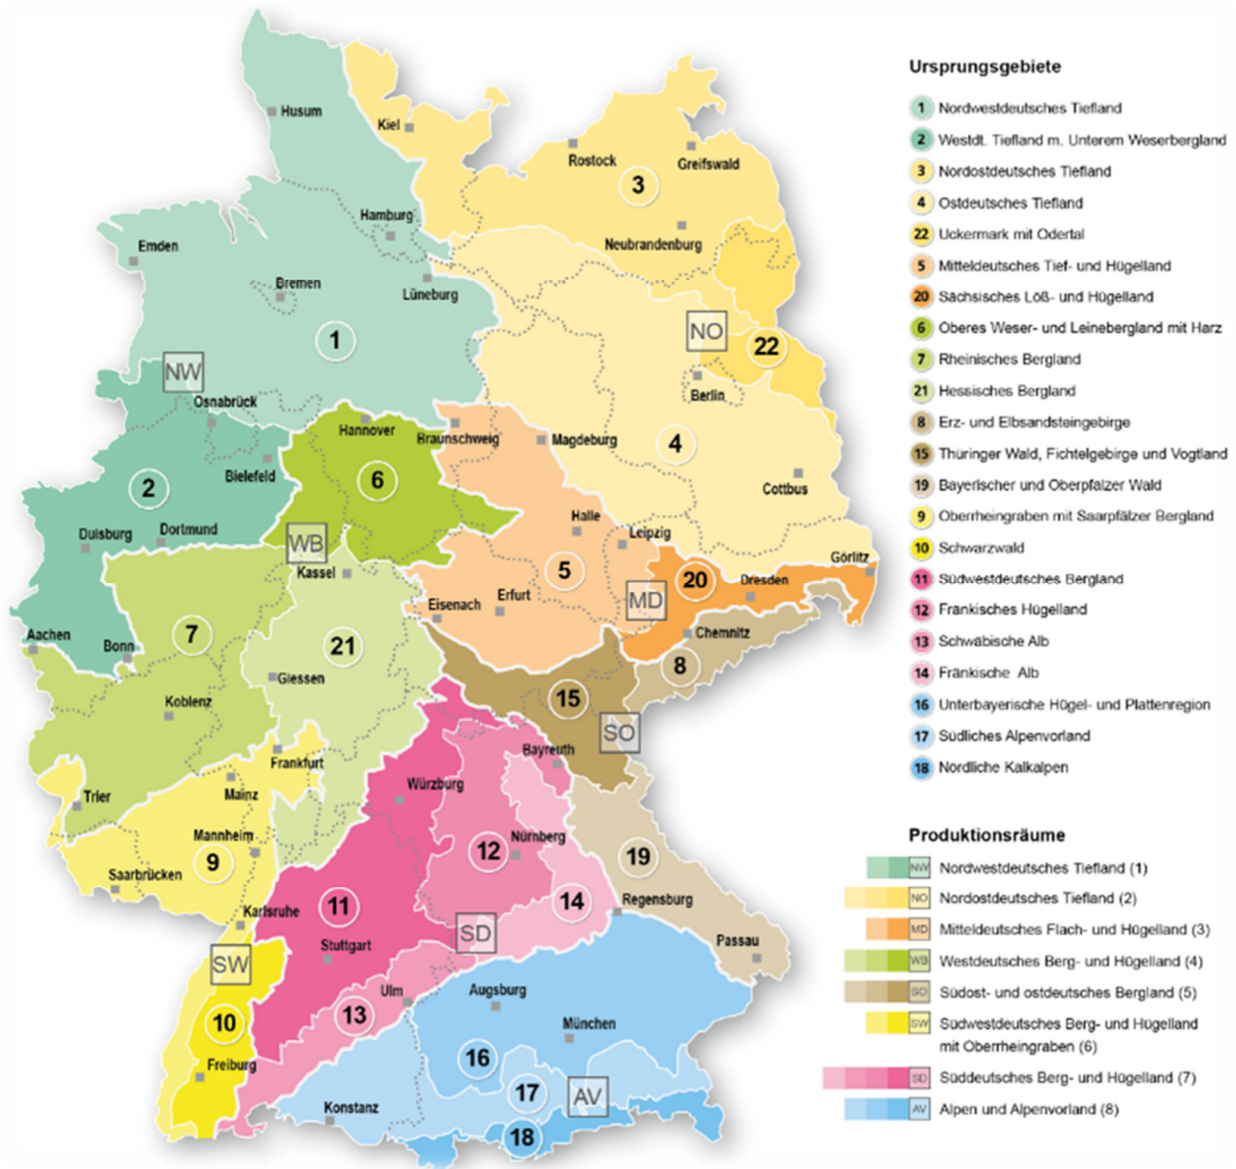 Husum
Kiel
Rostock
Greifswald
3
Hamburg
Emden
Neubrandenburg
Bremen
Lüneburg
1
NO
22
NW
Berlin
Osnabrück
Hannover
Braunschweig
Magdeburg
4
Bielefeld
6
2
Cottbus
Halle
Duisburg
Dortmund
Leipzig
WB
Görlitz
Kassel
5
20
Dresden
Eisenach
Erfurt
MD
Aachen
Bonn
7
21
Chemnitz
8
Giessen
Koblenz
15
SO
Bayreuth
Frankfurt
Trier
Mainz
Würzburg
Mannheim
Nürnberg
12
9
19
Saarbrücken
14
Regensburg
11
Karlsruhe
SD
Stuttgart
Passau
SW
Ulm
Augsburg
13
10
München
16
Freiburg
17
AV
Konstanz
18
Ursprungsgebiete
1 Nordwestdeutsches Tiefland
2 Westdt. Tiefland m. Unterem Weserbergland
3 Nordostdeutsches Tiefland
4 Ostdeutsches Tiefland
22 Uckermark mit Odertal
5 Mitteldeutsches Tief- und Hügelland
20 Sächsisches Löß- und Hügelland
6 Oberes Weser- und Leinebergland mit Harz
7 Rheinisches Bergland
21 Hessisches Bergland
8 Erz- und Elbsandsteingebirge
15 Thüringer Wald, Fichtelgebirge und Vogtland
19 Bayerischer und Oberpfälzer Wald
9 Oberrheingraben mit Saarpfälzer Bergland
10 Schwarzwald
11 Südwestdeutsches Bergland
12 Fränkisches Hügelland
13 Schwäbische Alb
14 Fränkische Alb
16 Unterbayerische Hügel- und Plattenregion
17 Südliches Alpenvorland
18 Nördliche Kalkalpen
Produktionsräume
NW Nordwestdeutsches Tiefland (1)
NO Nordostdeutsches Tiefland (2)
MD Mitteldeutsches Flach- und Hügelland (3)
WB Westdeutsches Berg- und Hügelland (4)
SO Südost- und ostdeutsches Bergland (5)
SW Südwestdeutsches Berg- und Hügelland
mit Oberrheingraben (6)
SD Süddeutsches Berg- und Hügelland (7)
AV Alpen und Alpenvorland (8)